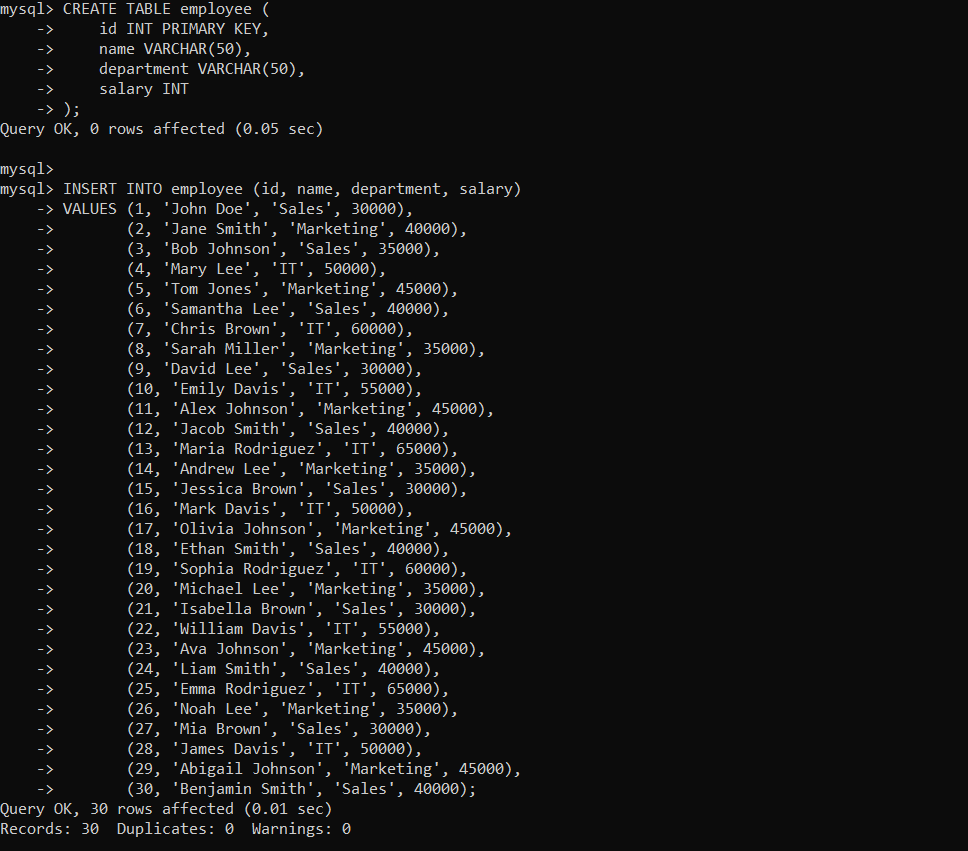 mysql> CREATE TABLE employee (
    ->     id INT PRIMARY KEY,
    ->     name VARCHAR(50),
    ->     department VARCHAR(50),
    ->     salary INT
    -> );
Query OK, 0 rows affected (0.05 sec)

mysql>
mysql> INSERT INTO employee (id, name, department, salary)
    -> VALUES (1, 'John Doe', 'Sales', 30000),
    ->        (2, 'Jane Smith', 'Marketing', 40000),
    ->        (3, 'Bob Johnson', 'Sales', 35000),
    ->        (4, 'Mary Lee', 'IT', 50000),
    ->        (5, 'Tom Jones', 'Marketing', 45000),
    ->        (6, 'Samantha Lee', 'Sales', 40000),
    ->        (7, 'Chris Brown', 'IT', 60000),
    ->        (8, 'Sarah Miller', 'Marketing', 35000),
    ->        (9, 'David Lee', 'Sales', 30000),
    ->        (10, 'Emily Davis', 'IT', 55000),
    ->        (11, 'Alex Johnson', 'Marketing', 45000),
    ->        (12, 'Jacob Smith', 'Sales', 40000),
    ->        (13, 'Maria Rodriguez', 'IT', 65000),
    ->        (14, 'Andrew Lee', 'Marketing', 35000),
    ->        (15, 'Jessica Brown', 'Sales', 30000),
    ->        (16, 'Mark Davis', 'IT', 50000),
    ->        (17, 'Olivia Johnson', 'Marketing', 45000),
    ->        (18, 'Ethan Smith', 'Sales', 40000),
    ->        (19, 'Sophia Rodriguez', 'IT', 60000),
    ->        (20, 'Michael Lee', 'Marketing', 35000),
    ->        (21, 'Isabella Brown', 'Sales', 30000),
    ->        (22, 'William Davis', 'IT', 55000),
    ->        (23, 'Ava Johnson', 'Marketing', 45000),
    ->        (24, 'Liam Smith', 'Sales', 40000),
    ->        (25, 'Emma Rodriguez', 'IT', 65000),
    ->        (26, 'Noah Lee', 'Marketing', 35000),
    ->        (27, 'Mia Brown', 'Sales', 30000),
    ->        (28, 'James Davis', 'IT', 50000),
    ->        (29, 'Abigail Johnson', 'Marketing', 45000),
    ->        (30, 'Benjamin Smith', 'Sales', 40000);
Query OK, 30 rows affected (0.01 sec)
Records: 30  Duplicates: 0  Warnings: 0